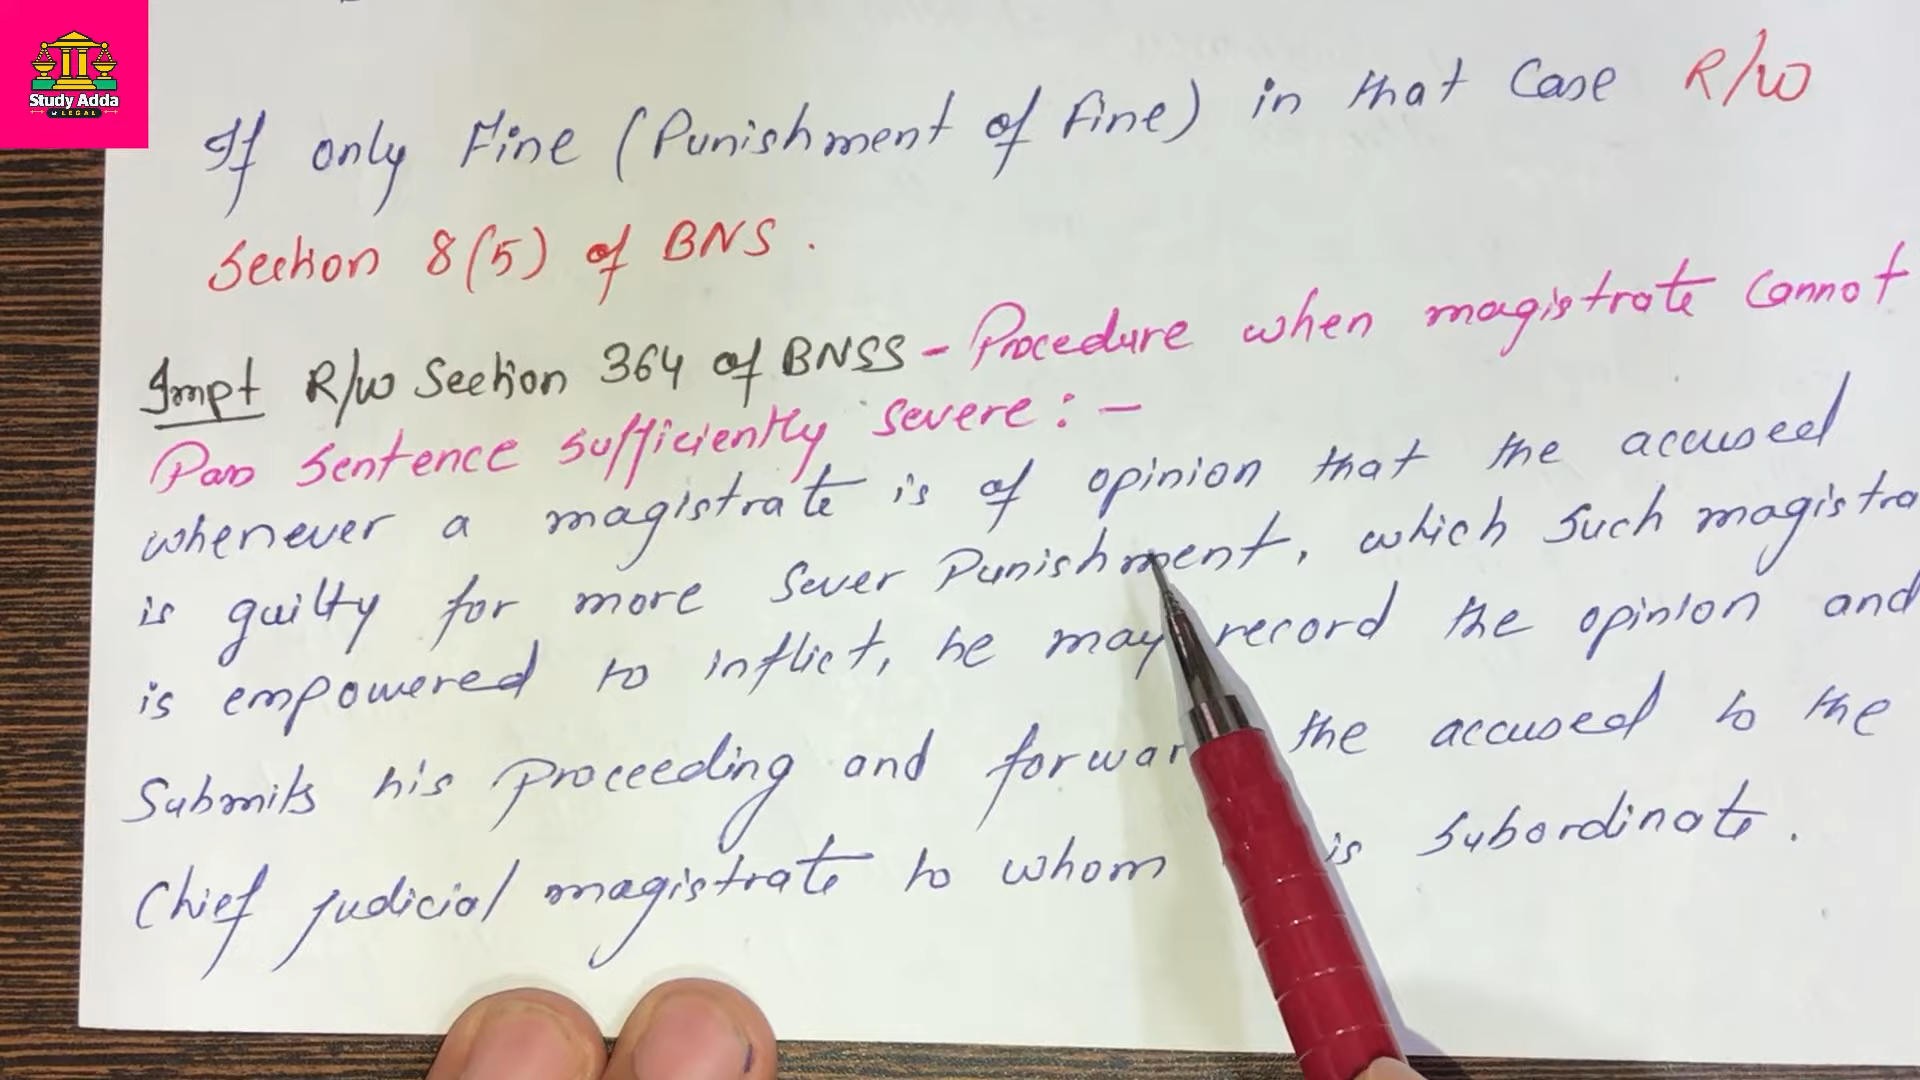 Study Adda
LEGAL
If only Fine (Punishment of Fine) in that Case R/w
Section 8(5) of BNS.
Impt R/w Section 364 of BNSS - Procedure when magistrate Cannot
Pass Sentence sufficiently severe : -
whenever a magistrate is of opinion that the accused
is guilty for more Sever Punishment, which such magistra
is empowered to inflict, he may record the opinion and
Submits his proceeding and forwar the accused to the
Chief judicial magistrate to whom is subordinate.